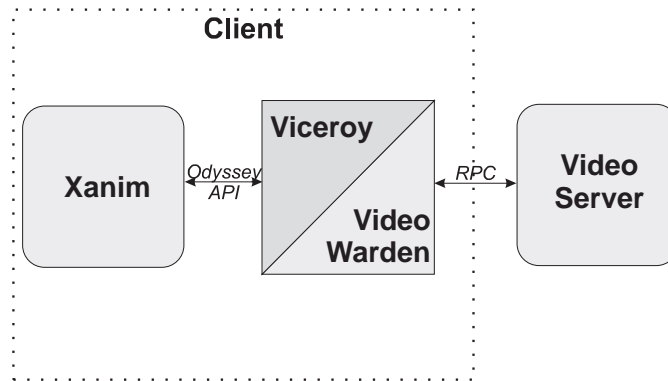 Client
Xanim
Odyssey
API
Viceroy
Video
Warden
RPC
Video
Server